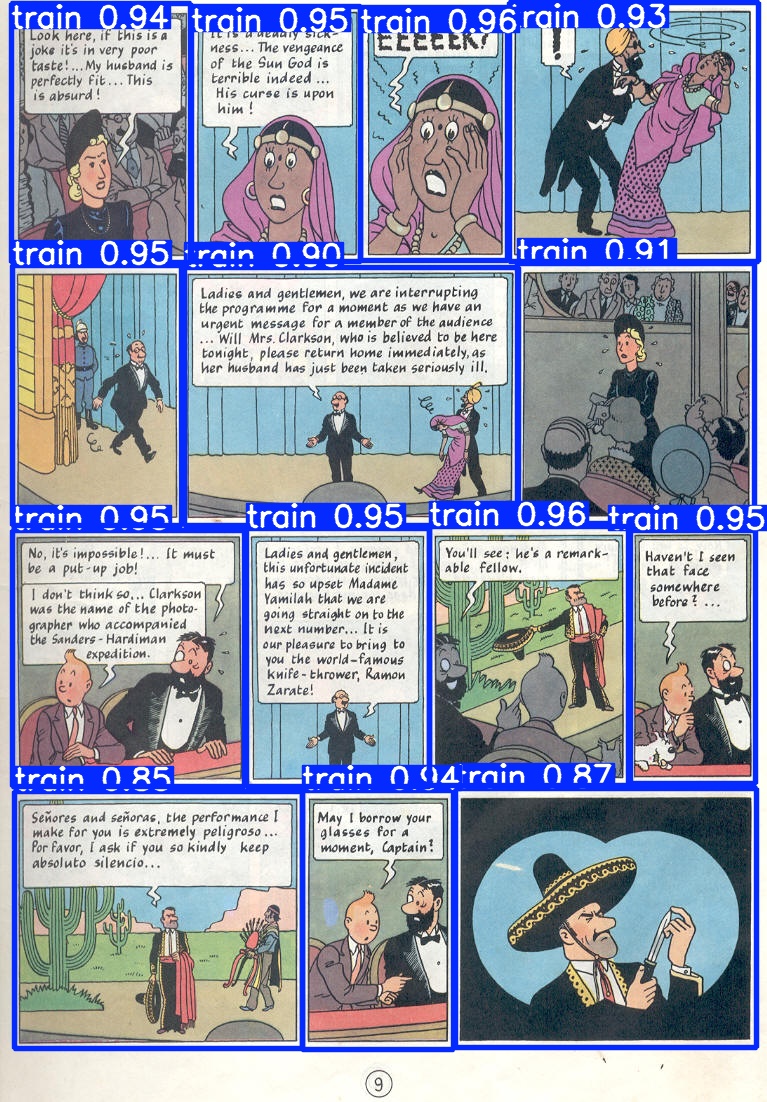 train 0.94
train 0.95
train 0.96
train 0.93
Look here, if this is a
joke it's in very poor
taste!...My husband is
perfectly fit... This
is absurd!
It is a deadly sick-
ness... The vengeance
of the Sun God is
terrible indeed ...
His curse is upon
him!
EEEEEK!
!
train 0.95
train 0.90
train 0.91
Ladies and gentlemen, we are interrupting
the programme for a moment as we have an
urgent message for a member of the audience
... Will Mrs. Clarkson, who is believed to be here
tonight, please return home immediately, as
her husband has just been taken seriously ill.
train 0.95
train 0.95
train 0.96
train 0.95
No, it's impossible!... It must
be a put-up job!
I don't think so... Clarkson
was the name of the photo-
grapher who accompanied
the Sanders-Hardiman
expedition.
Ladies and gentlemen,
this unfortunate incident
has so upset Madame
Yamilah that we are
going straight on to the
next number... It is
our pleasure to bring to
you the world-famous
knife-thrower, Ramon
Zarate!
You'll see: he's a remark-
able fellow.
Haven't I seen
that face
somewhere
before? ...
train 0.85
train 0.94
train 0.87
Señores and señoras, the performance I
make for you is extremely peligroso...
Por favor, I ask if you so kindly keep
absoluto silencio...
May I borrow your
glasses for a
moment, Captain?
9